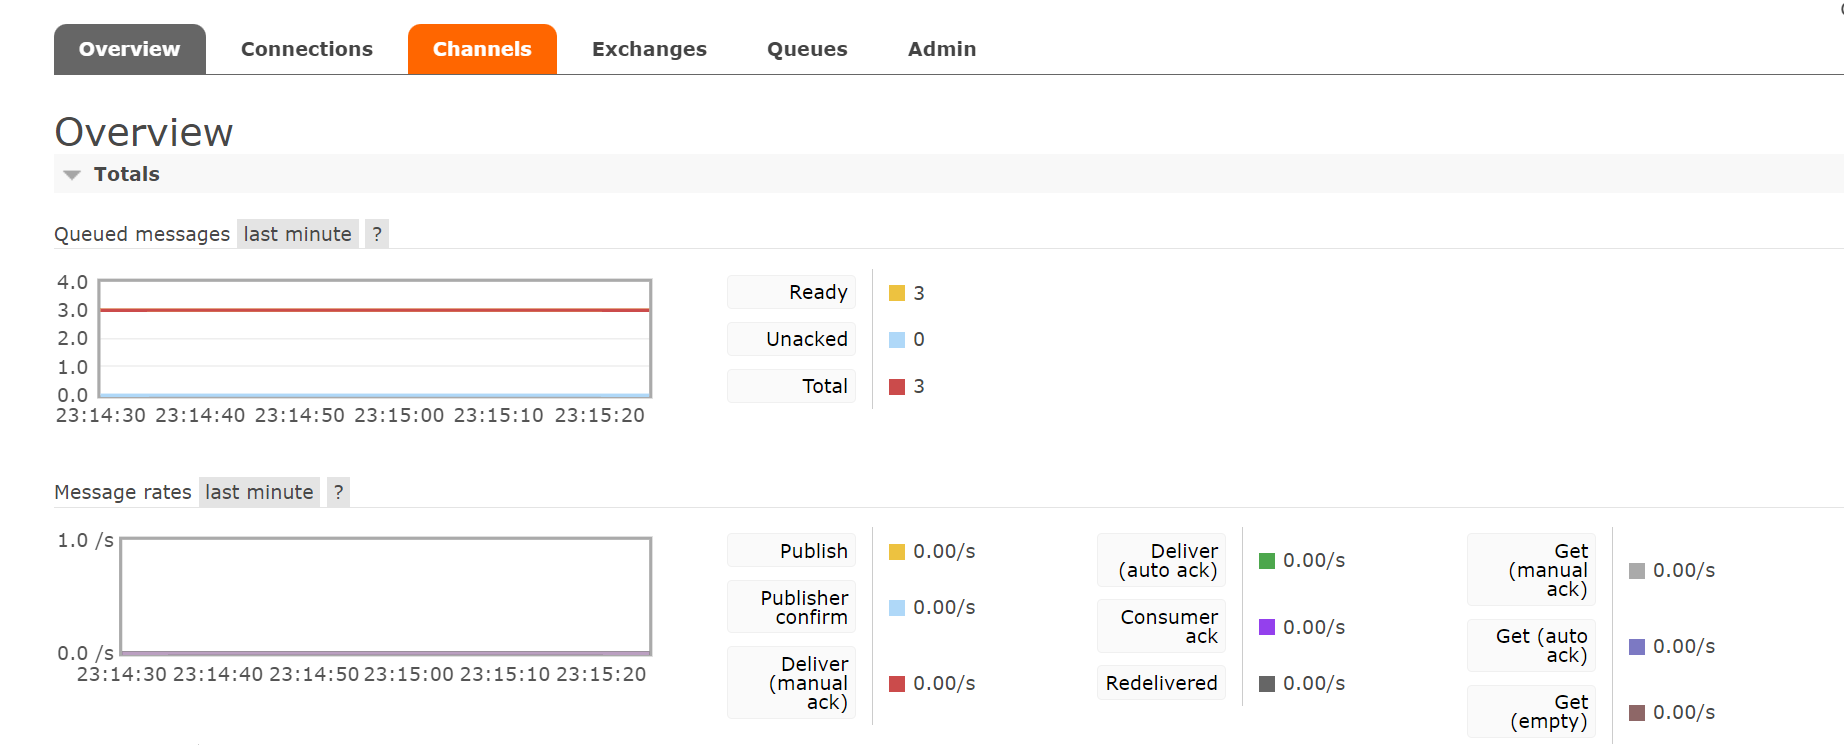 Overview Connections Channels Exchanges Queues Admin
Overview
Totals
Queued messages last minute ?
4.0
3.0
2.0
1.0
0.0
23:14:30 23:14:40 23:14:50 23:15:00 23:15:10 23:15:20
Ready 3
Unacked 0
Total 3
Message rates last minute ?
1.0 /s
0.0 /s
23:14:30 23:14:40 23:14:50 23:15:00 23:15:10 23:15:20
Publish 0.00/s
Publisher
confirm 0.00/s
Deliver
(manual
ack) 0.00/s
Deliver
(auto ack) 0.00/s
Consumer
ack 0.00/s
Redelivered 0.00/s
Get
(manual
ack) 0.00/s
Get (auto
ack) 0.00/s
Get
(empty) 0.00/s